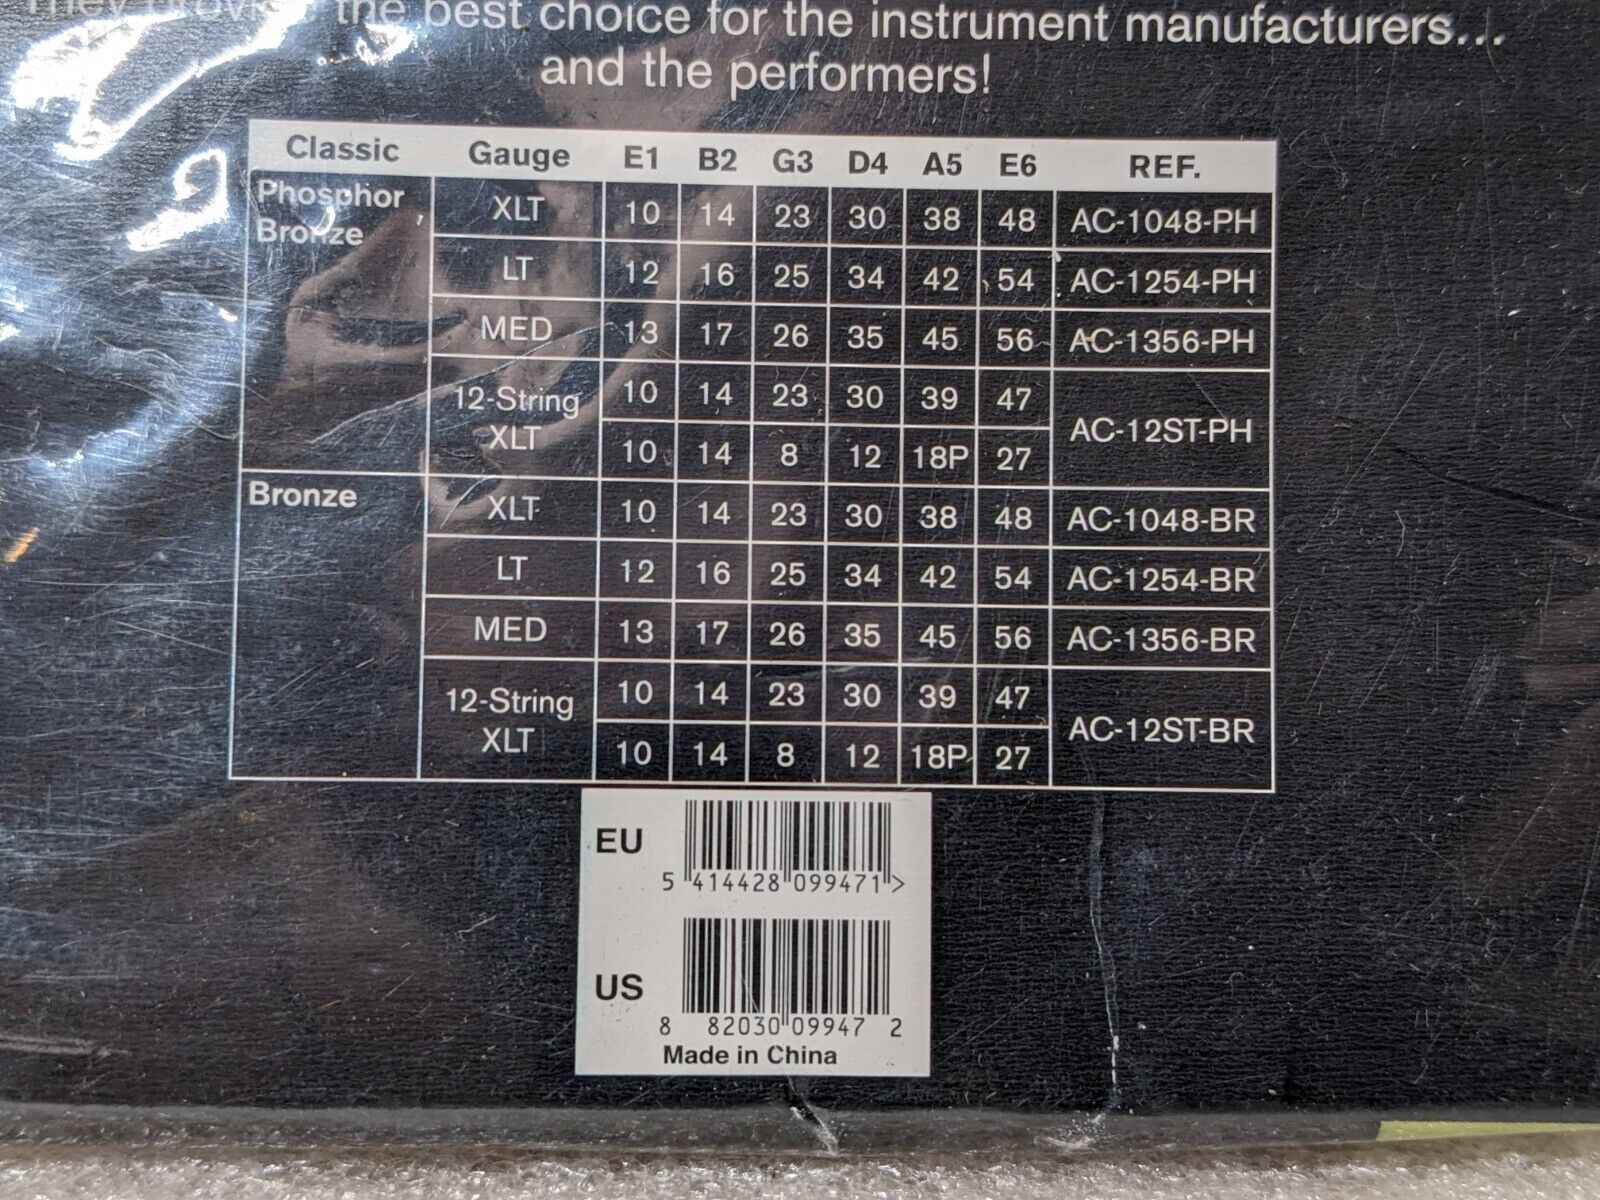 They provide the best choice for the instrument manufacturers...
and the performers!
Classic Gauge E1 B2 G3 D4 A5 E6 REF.
Phosphor Bronze XLT 10 14 23 30 38 48 AC-1048-PH
LT 12 16 25 34 42 54 AC-1254-PH
MED 13 17 26 35 45 56 AC-1356-PH
12-String XLT 10 14 23 30 39 47 AC-12ST-PH
10 14 8 12 18P 27
Bronze XLT 10 14 23 30 38 48 AC-1048-BR
LT 12 16 25 34 42 54 AC-1254-BR
MED 13 17 26 35 45 56 AC-1356-BR
12-String XLT 10 14 23 30 39 47 AC-12ST-BR
10 14 8 12 18P 27
EU
5 414428 099471 >
US
8 82030 09947 2
Made in China